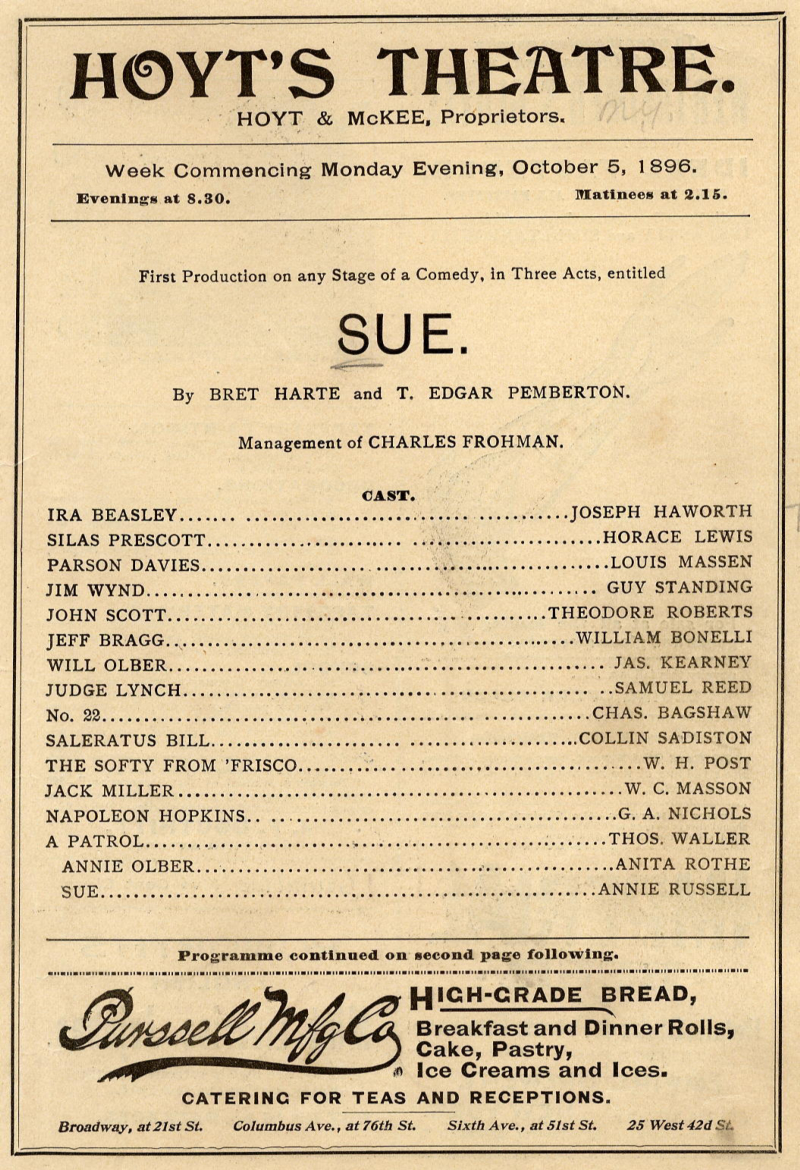 HOYT'S THEATRE.
HOYT & McKEE, Proprietors.
N.Y.
Week Commencing Monday Evening, October 5, 1896.
Evenings at 8.30. Matinees at 2.15.
First Production on any Stage of a Comedy, in Three Acts, entitled
SUE.
By BRET HARTE and T. EDGAR PEMBERTON.
Management of CHARLES FROHMAN.
CAST.
IRA BEASLEY....... ..............................JOSEPH HAWORTH
SILAS PRESCOTT..............................HORACE LEWIS
PARSON DAVIES..............................LOUIS MASSEN
JIM WYND.............................. GUY STANDING
JOHN SCOTT..............................THEODORE ROBERTS
JEFF BRAGG..............................WILLIAM BONELLI
WILL OLBER.............................. JAS. KEARNEY
JUDGE LYNCH.............................. ..SAMUEL REED
No. 22..............................CHAS. BAGSHAW
SALERATUS BILL..............................COLLIN SADISTON
THE SOFTY FROM 'FRISCO..............................W. H. POST
JACK MILLER..............................W. C. MASSON
NAPOLEON HOPKINS.. ..............................G. A. NICHOLS
A PATROL..............................THOS. WALLER
ANNIE OLBER..............................ANITA ROTHE
SUE..............................ANNIE RUSSELL
Programme continued on second page following.
Purssell Mfg Co
HIGH-GRADE BREAD,
Breakfast and Dinner Rolls,
Cake, Pastry,
Ice Creams and Ices.
CATERING FOR TEAS AND RECEPTIONS.
Broadway, at 21st St. Columbus Ave., at 76th St. Sixth Ave., at 51st St. 25 West 42d St.